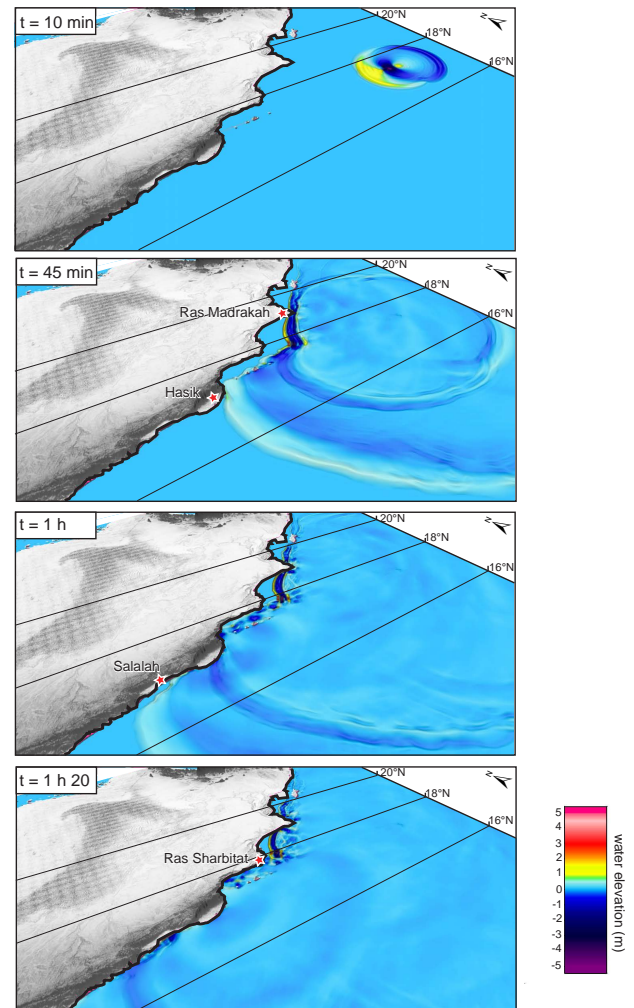 t = 10 min
20°N
18°N
16°N
z
t = 45 min
20°N
18°N
16°N
z
Ras Madrakah
Hasik
t = 1 h
20°N
18°N
16°N
z
Salalah
t = 1 h 20
20°N
18°N
16°N
z
Ras Sharbitat
5
4
3
2
1
0
-1
-2
-3
-4
-5
water elevation (m)